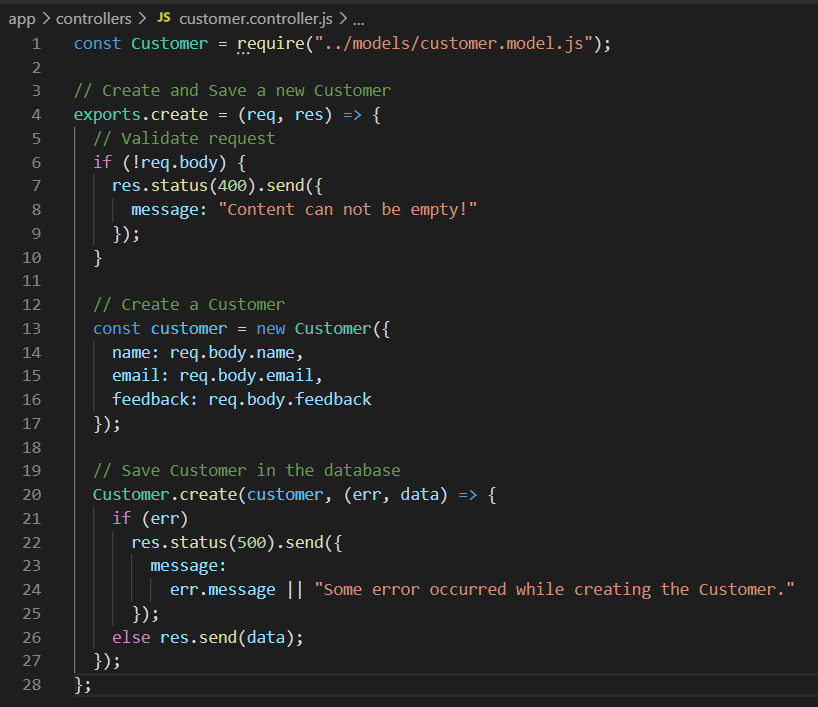 app > controllers > JS customer.controller.js > ...
1 const Customer = require("../models/customer.model.js");
2
3 // Create and Save a new Customer
4 exports.create = (req, res) => {
5   // Validate request
6   if (!req.body) {
7     res.status(400).send({
8       message: "Content can not be empty!"
9     });
10   }
11
12   // Create a Customer
13   const customer = new Customer({
14     name: req.body.name,
15     email: req.body.email,
16     feedback: req.body.feedback
17   });
18
19   // Save Customer in the database
20   Customer.create(customer, (err, data) => {
21     if (err)
22       res.status(500).send({
23         message:
24           err.message || "Some error occurred while creating the Customer."
25       });
26     else res.send(data);
27   });
28 };